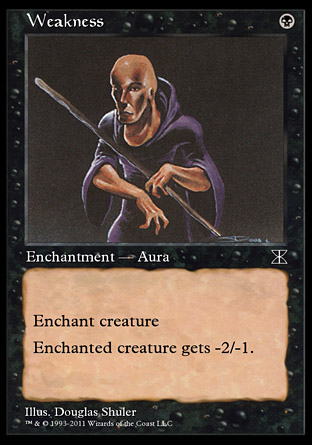 Weakness
Enchantment — Aura
Enchant creature
Enchanted creature gets -2/-1.
Illus. Douglas Shuler
™ & © 1993-2011 Wizards of the Coast LLC